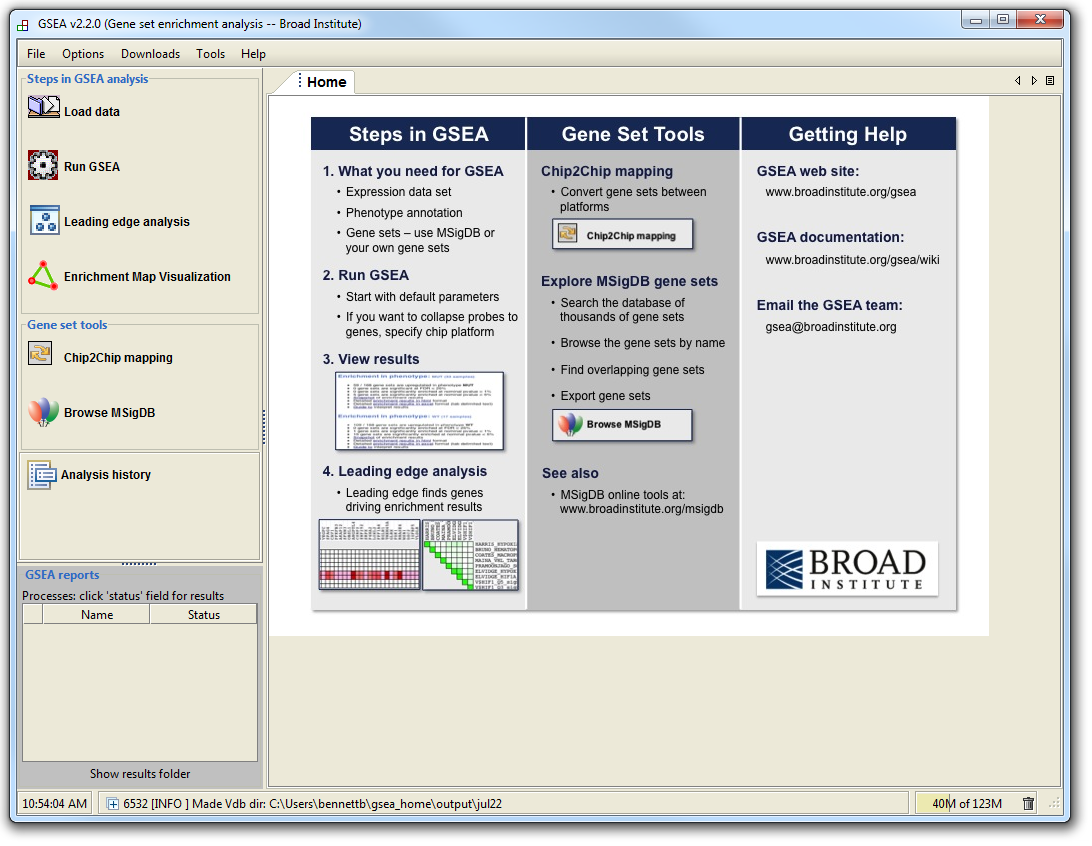 GSEA v2.2.0 (Gene set enrichment analysis -- Broad Institute)
File Options Downloads Tools Help
Steps in GSEA analysis
Load data
Run GSEA
Leading edge analysis
Enrichment Map Visualization
Gene set tools
Chip2Chip mapping
Browse MSigDB
Analysis history
GSEA reports
Processes: click 'status' field for results
Name Status
Show results folder
Home
Steps in GSEA
1. What you need for GSEA
• Expression data set
• Phenotype annotation
• Gene sets – use MSigDB or
your own gene sets
2. Run GSEA
• Start with default parameters
• If you want to collapse probes to
genes, specify chip platform
3. View results
4. Leading edge analysis
• Leading edge finds genes
driving enrichment results
Gene Set Tools
Chip2Chip mapping
• Convert gene sets between
platforms
Chip2Chip mapping
Explore MSigDB gene sets
• Search the database of
thousands of gene sets
• Browse the gene sets by name
• Find overlapping gene sets
• Export gene sets
Browse MSigDB
See also
• MSigDB online tools at:
www.broadinstitute.org/msigdb
Getting Help
GSEA web site:
www.broadinstitute.org/gsea
GSEA documentation:
www.broadinstitute.org/gsea/wiki
Email the GSEA team:
gsea@broadinstitute.org
BROAD
INSTITUTE
10:54:04 AM
6532 [INFO ] Made Vdb dir: C:\Users\bennettb\gsea_home\output\jul22
40M of 123M